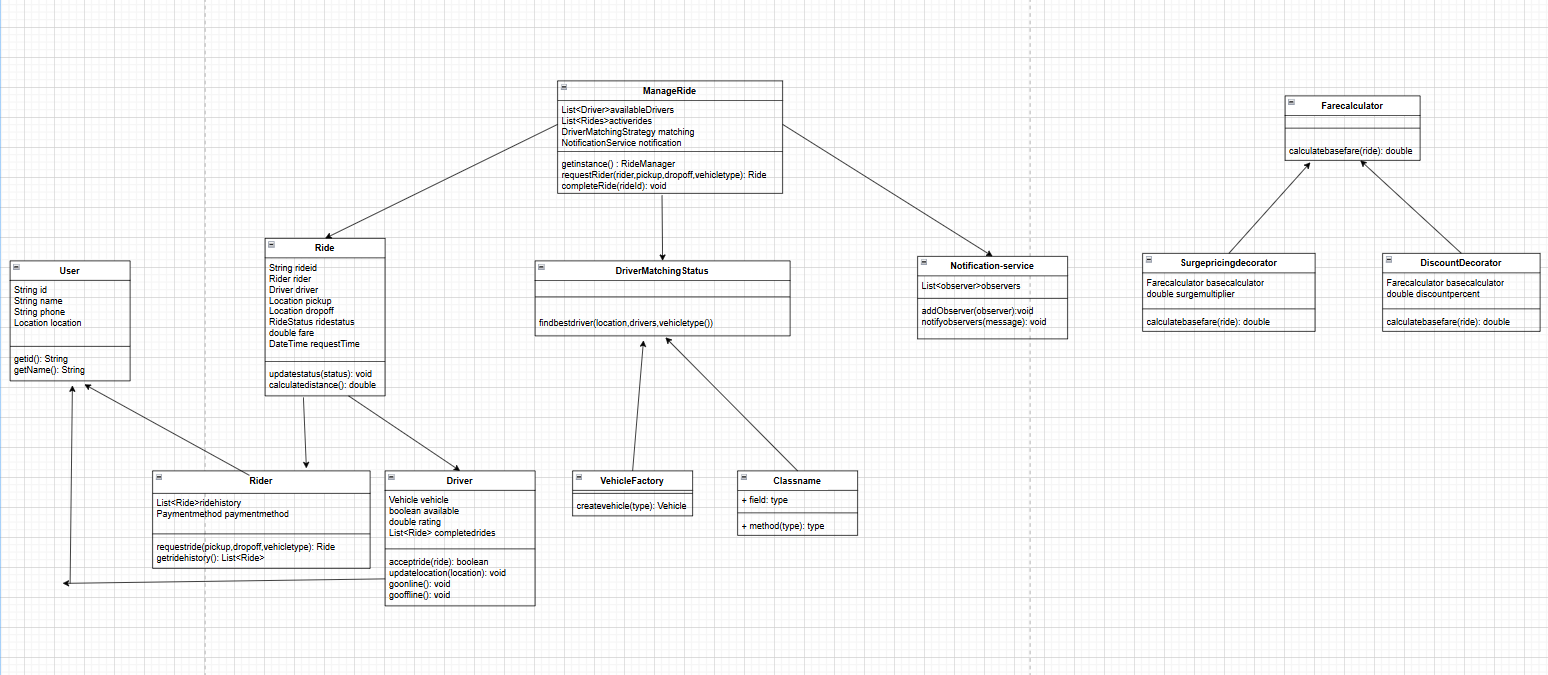 ManageRide
List<Driver>availableDrivers
List<Rides>activerides
DriverMatchingStrategy matching
NotificationService notification
getinstance() : RideManager
requestRider(rider,pickup,dropoff,vehicletype): Ride
completeRide(rideId): void
Farecalculator
calculatebasefare(ride): double
User
String id
String name
String phone
Location location
getid(): String
getName(): String
Ride
String rideid
Rider rider
Driver driver
Location pickup
Location dropoff
RideStatus ridestatus
double fare
DateTime requestTime
updatestatus(status): void
calculatedistance(): double
DriverMatchingStatus
findbestdriver(location,drivers,vehicletype())
Notification-service
List<observer>observers
addObserver(observer):void
notifyobservers(message): void
Surgepricingdecorator
Farecalculator basecalculator
double surgemultiplier
calculatebasefare(ride): double
DiscountDecorator
Farecalculator basecalculator
double discountpercent
calculatebasefare(ride): double
Rider
List<Ride>ridehistory
Paymentmethod paymentmethod
requestride(pickup,dropoff,vehicletype): Ride
getridehistory(): List<Ride>
Driver
Vehicle vehicle
boolean available
double rating
List<Ride> completedrides
acceptride(ride): boolean
updatelocation(location): void
goonline(): void
gooffline(): void
VehicleFactory
createvehicle(type): Vehicle
Classname
+ field: type
+ method(type): type